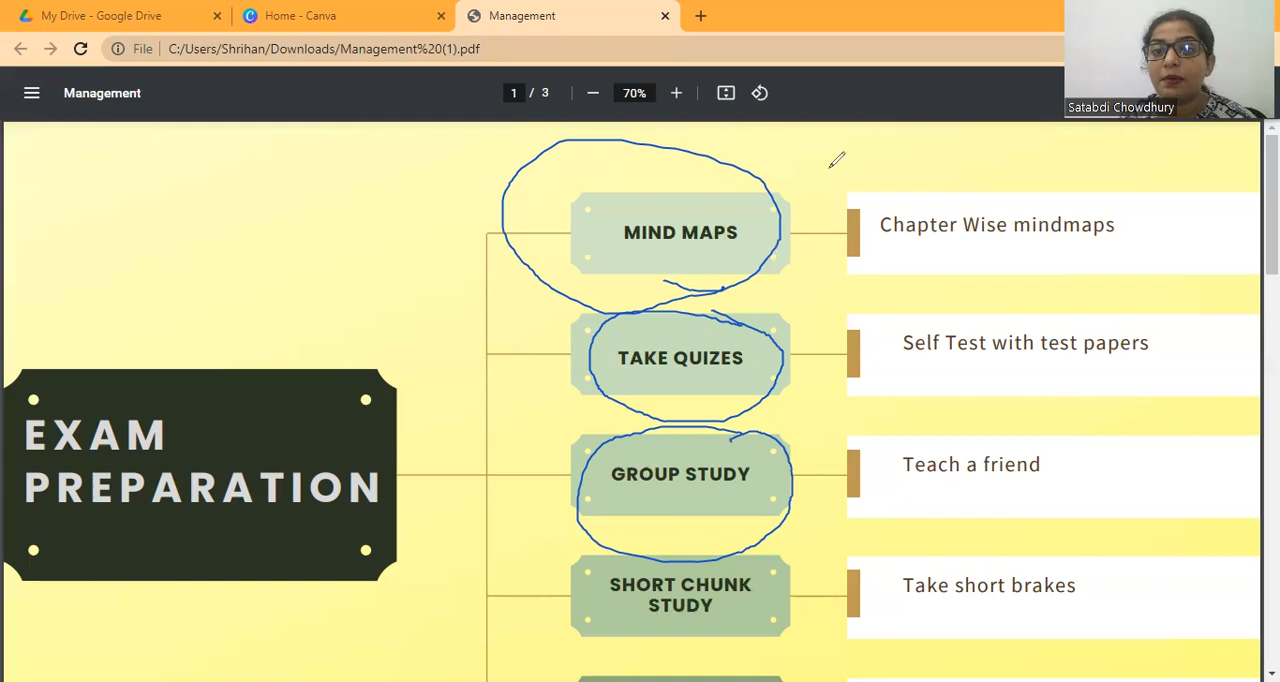 My Drive - Google Drive
Home - Canva
Management
File
C:/Users/Shrihan/Downloads/Management%20(1).pdf
Management
1 / 3
70%
Satabdi Chowdhury
MIND MAPS
Chapter Wise mindmaps
TAKE QUIZES
Self Test with test papers
EXAM
PREPARATION
GROUP STUDY
Teach a friend
SHORT CHUNK
STUDY
Take short brakes